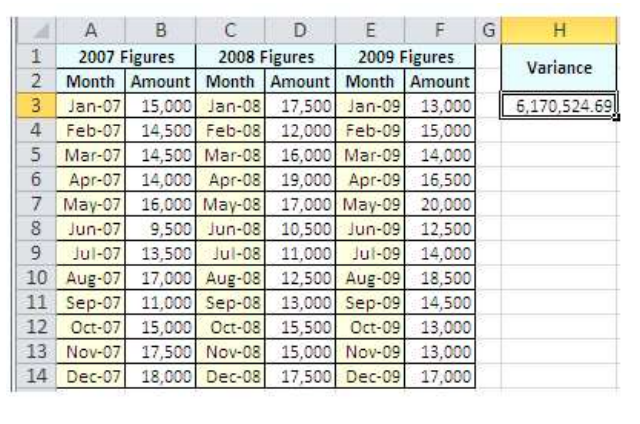 A B C D E F G H
1 2007 Figures 2008 Figures 2009 Figures Variance
2 Month Amount Month Amount Month Amount
3 Jan-07 15,000 Jan-08 17,500 Jan-09 13,000 6,170,524.69
4 Feb-07 14,500 Feb-08 12,000 Feb-09 15,000
5 Mar-07 14,500 Mar-08 16,000 Mar-09 14,000
6 Apr-07 14,000 Apr-08 19,000 Apr-09 16,500
7 May-07 16,000 May-08 17,000 May-09 20,000
8 Jun-07 9,500 Jun-08 10,500 Jun-09 12,500
9 Jul-07 13,500 Jul-08 11,000 Jul-09 14,000
10 Aug-07 17,000 Aug-08 12,500 Aug-09 18,500
11 Sep-07 11,000 Sep-08 13,000 Sep-09 14,500
12 Oct-07 15,000 Oct-08 15,500 Oct-09 13,000
13 Nov-07 17,500 Nov-08 15,000 Nov-09 13,000
14 Dec-07 18,000 Dec-08 17,500 Dec-09 17,000